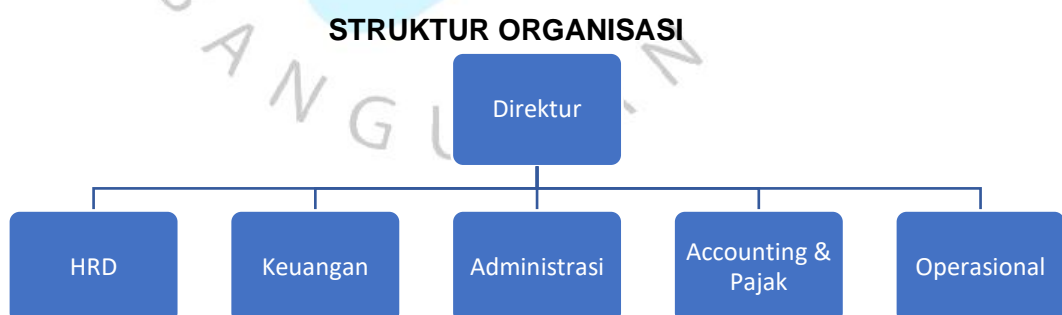 STRUKTUR ORGANISASI
Direktur
HRD
Keuangan
Administrasi
Accounting &
Pajak
Operasional